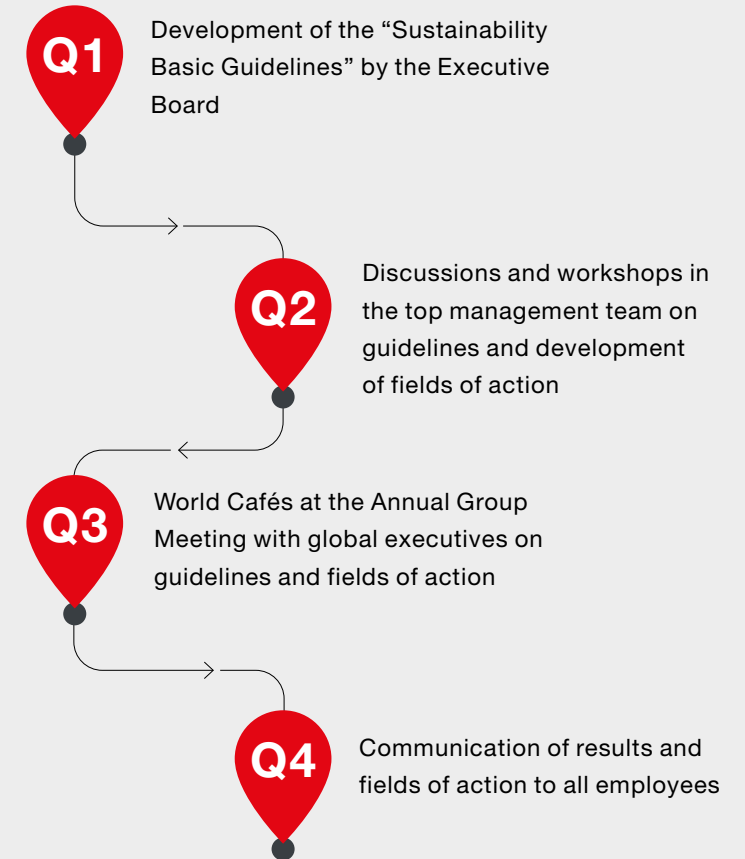 Q1
Development of the “Sustainability
Basic Guidelines” by the Executive
Board
Q2
Discussions and workshops in
the top management team on
guidelines and development
of fields of action
Q3
World Cafés at the Annual Group
Meeting with global executives on
guidelines and fields of action
Q4
Communication of results and
fields of action to all employees